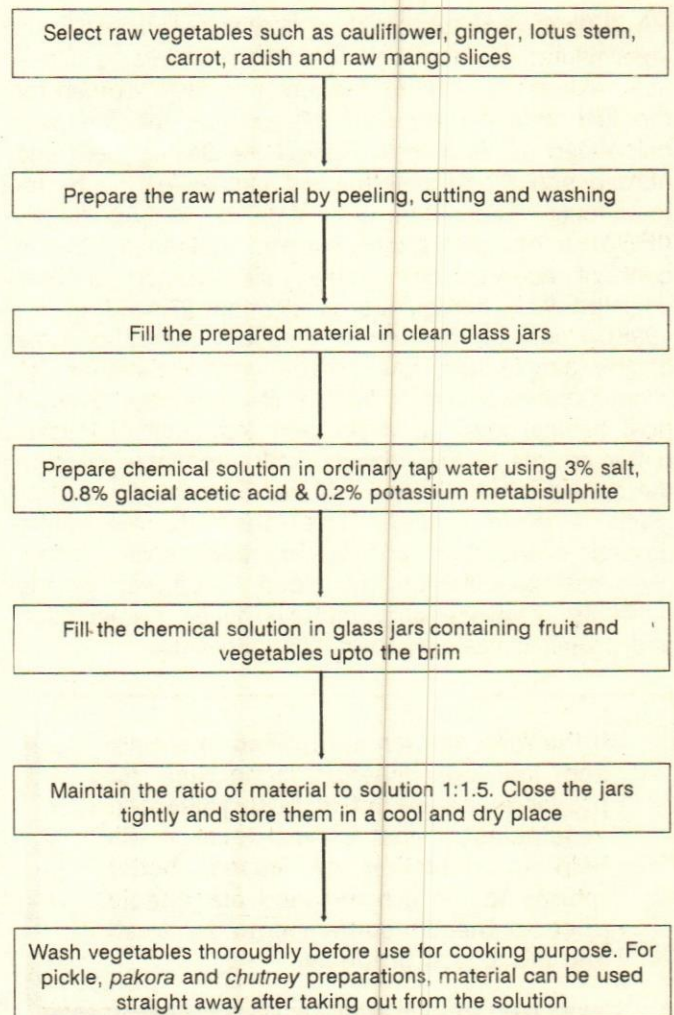 Select raw vegetables such as cauliflower, ginger, lotus stem,
carrot, radish and raw mango slices
Prepare the raw material by peeling, cutting and washing
Fill the prepared material in clean glass jars
Prepare chemical solution in ordinary tap water using 3% salt,
0.8% glacial acetic acid & 0.2% potassium metabisulphite
Fill the chemical solution in glass jars containing fruit and
vegetables upto the brim
Maintain the ratio of material to solution 1:1.5. Close the jars
tightly and store them in a cool and dry place
Wash vegetables thoroughly before use for cooking purpose. For
pickle, pakora and chutney preparations, material can be used
straight away after taking out from the solution